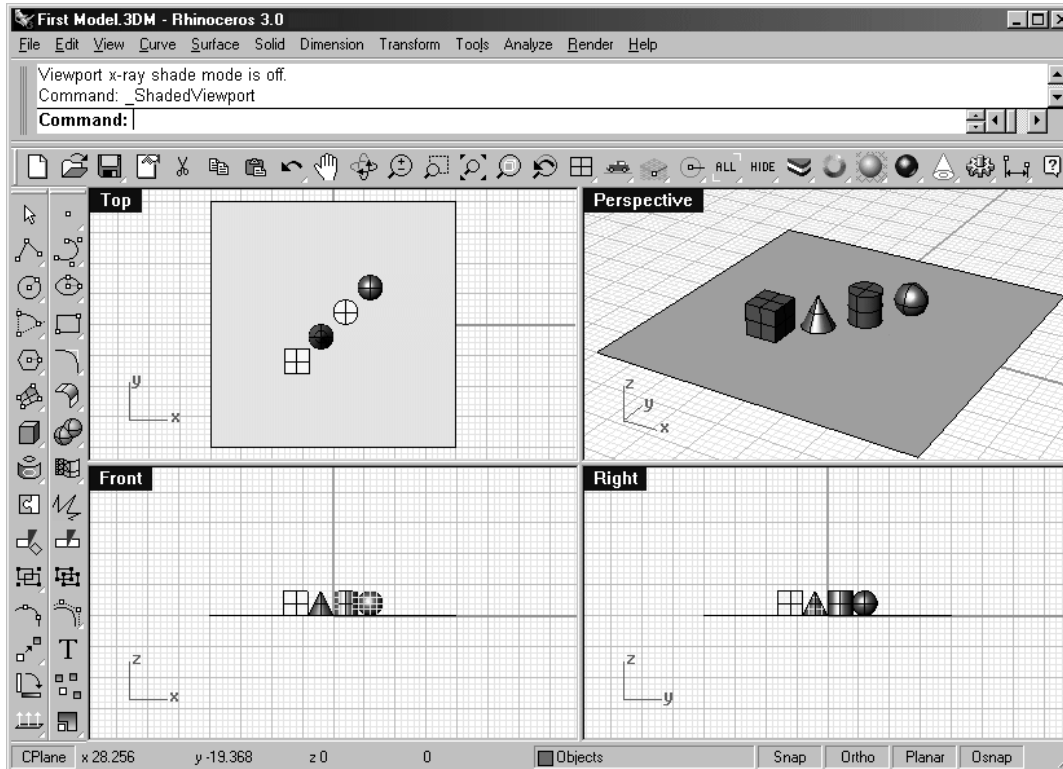 First Model.3DM - Rhinoceros 3.0
File Edit View Curve Surface Solid Dimension Transform Tools Analyze Render Help
Viewport x-ray shade mode is off.
Command: _ShadedViewport
Command:
ALL HIDE
Top
Perspective
y
x
z
y
x
Front
Right
z
x
z
y
T
CPlane x 28.256 y -19.368 z 0 0 Objects Snap Ortho Planar Osnap